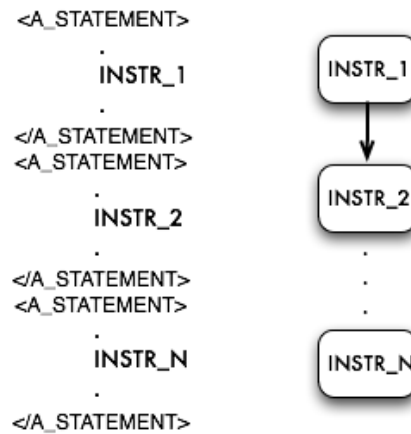 <A_STATEMENT>
.
INSTR_1
.
</A_STATEMENT>
<A_STATEMENT>
.
INSTR_2
.
</A_STATEMENT>
<A_STATEMENT>
.
INSTR_N
.
</A_STATEMENT>
INSTR_1
INSTR_2
.
.
.
INSTR_N